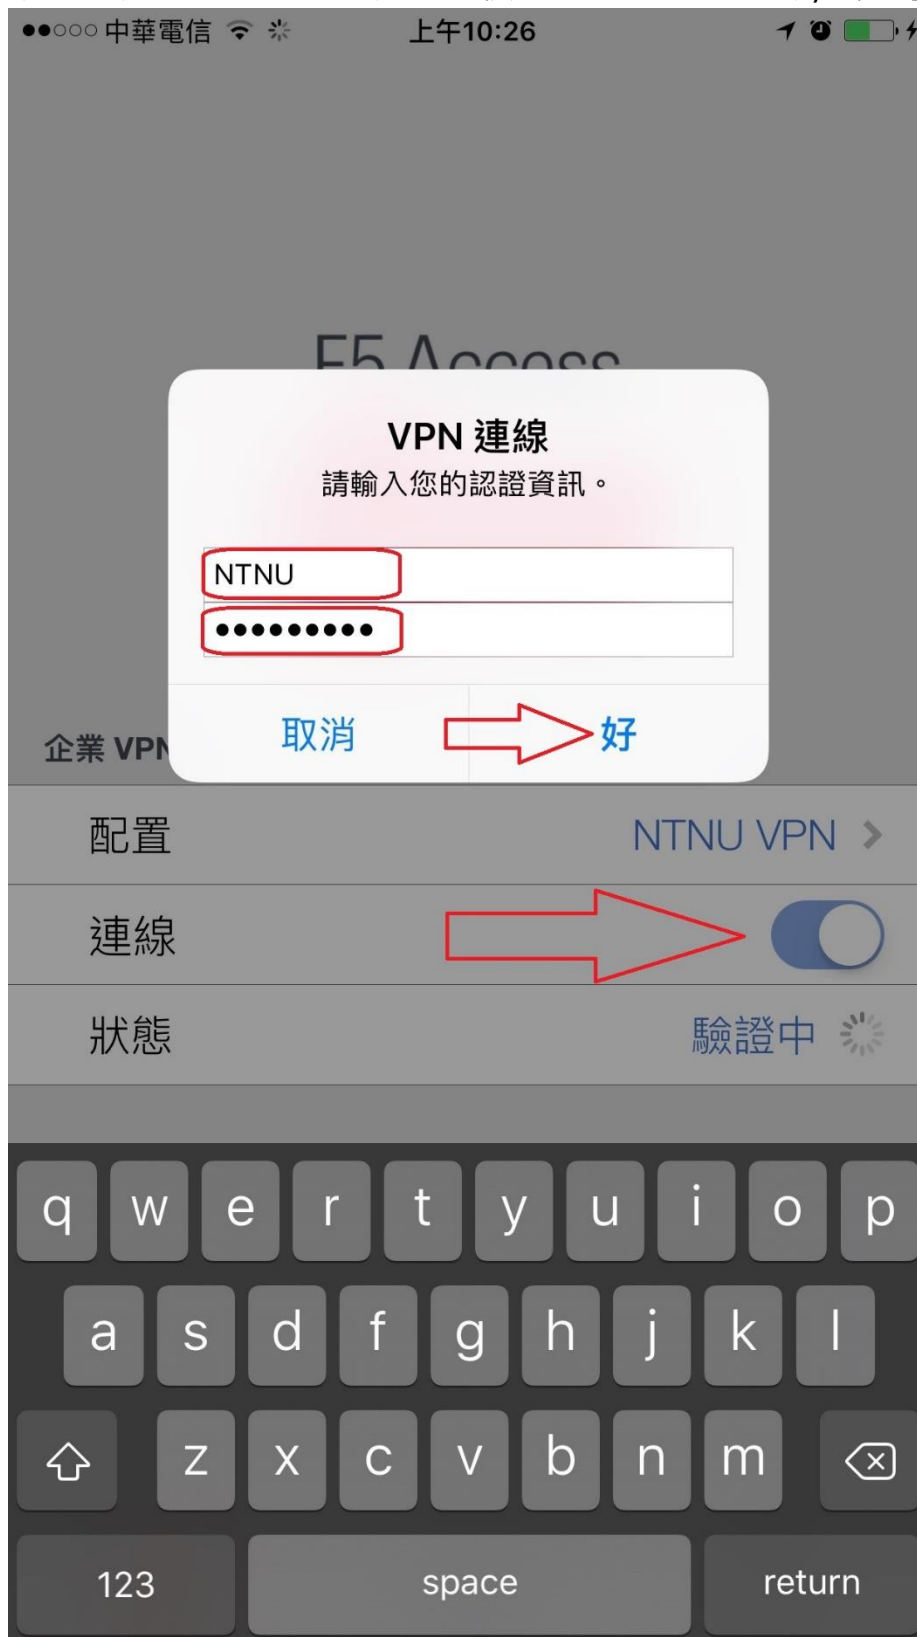 中華電信 上午10:26
F5 Access
VPN 連線
請輸入您的認證資訊。
NTNU
●●●●●●●●●
取消 好
企業 VPN
配置 NTNU VPN
連線
狀態 驗證中
q w e r t y u i o p
a s d f g h j k l
z x c v b n m
123 space return